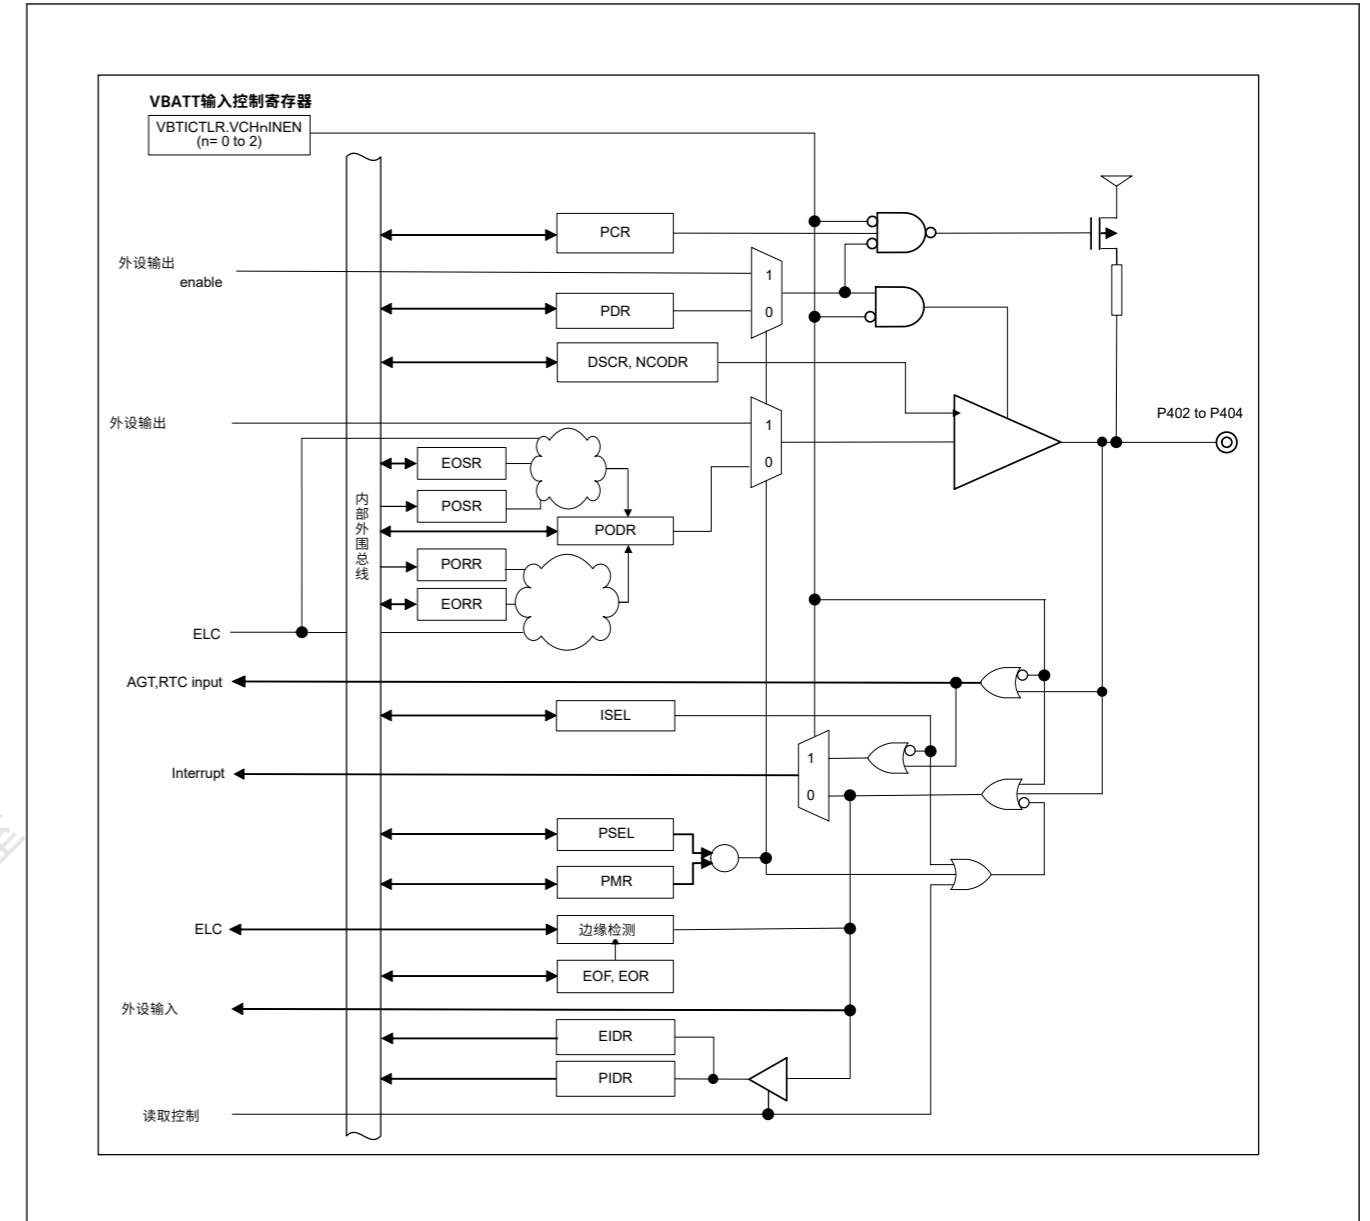 VBATT输入控制寄存器
VBTICTLR.VCHnINEN
(n= 0 to 2)
PCR
外设输出
enable
1
0
PDR
DSCR, NCODR
P402 to P404
外设输出
1
0
EOSR
POSR
内部外围总线
PODR
PORR
EORR
ELC
AGT,RTC input
ISEL
1
0
Interrupt
PSEL
PMR
ELC
边缘检测
EOF, EOR
外设输入
EIDR
PIDR
读取控制